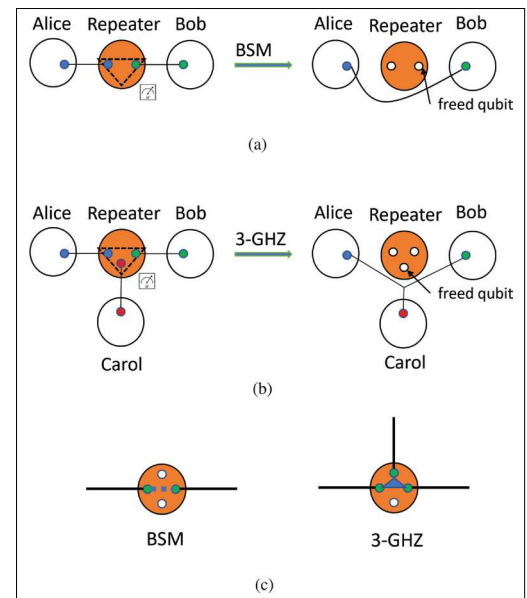 Alice Repeater Bob
BSM
Repeater
Alice Bob
freed qubit
(a)
Alice Repeater Bob
3-GHZ
Alice Bob
Repeater
freed qubit
Carol
Carol
(b)
BSM
3-GHZ
(c)